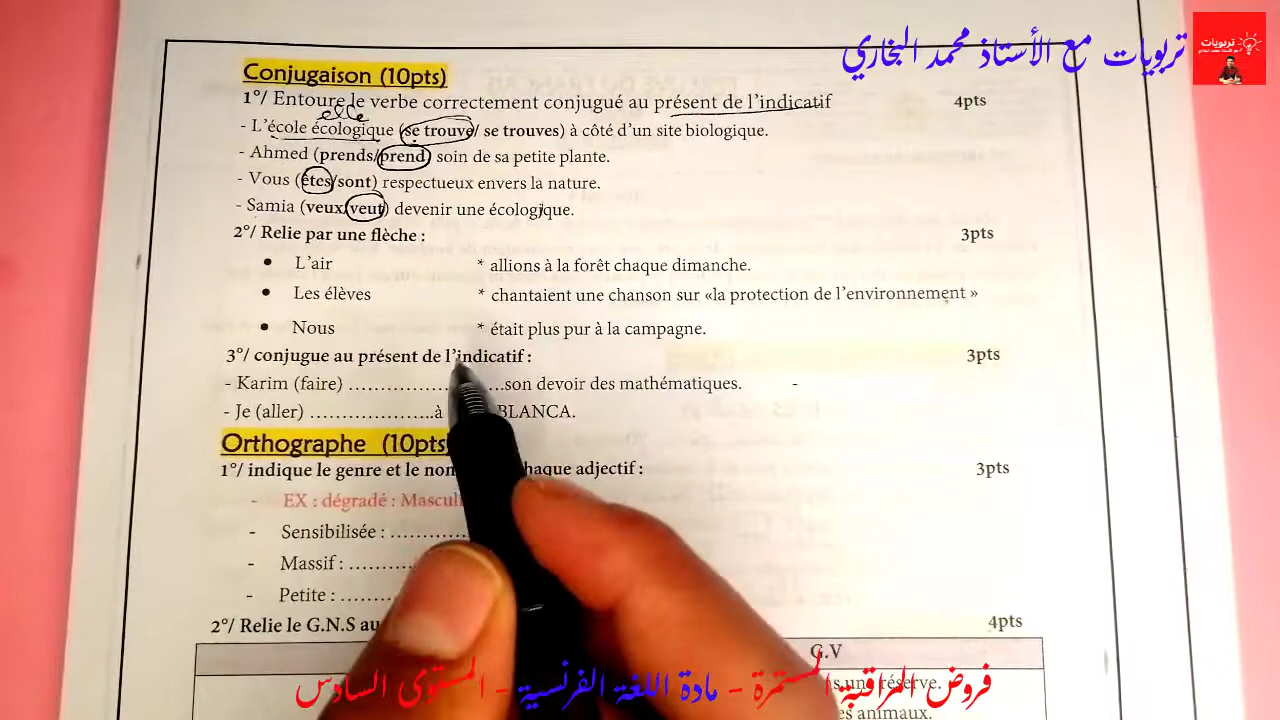 تربويات مع الأستاذ محمد البخاري
تربويات
Conjugaison (10pts)
1°/ Entoure le verbe correctement conjugué au présent de l'indicatif 4pts
elle
- L'école écologique (se trouve/ se trouves) à côté d'un site biologique.
- Ahmed (prends/prend) soin de sa petite plante.
- Vous (êtes/sont) respectueux envers la nature.
- Samia (veux/veut) devenir une écologique.
2°/ Relie par une flèche : 3pts
• L'air * allions à la forêt chaque dimanche.
• Les élèves * chantaient une chanson sur «la protection de l'environnement »
• Nous * était plus pur à la campagne.
3°/ conjugue au présent de l'indicatif : 3pts
- Karim (faire) ………………………son devoir des mathématiques. -
- Je (aller) ………………..à BLANCA.
Orthographe (10pts)
1°/ indique le genre et le haque adjectif : 3pts
- EX : dégradé :
- Sensibilisée : …………
- Massif : ………
- Petite : ………
2°/ Relie le G.N.S au 4pts
G.V
une réserve.
es animaux.
فروض المراقبة المستمرة - مادة اللغة الفرنسية - المستوى السادس